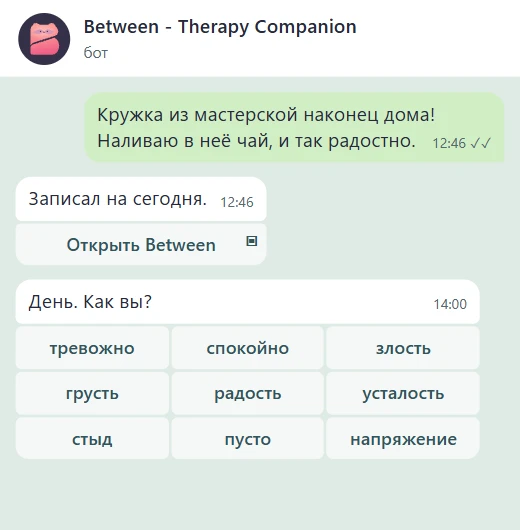 Between - Therapy Companion
бот
Кружка из мастерской наконец дома!
Наливаю в неё чай, и так радостно. 12:46
Записал на сегодня. 12:46
Открыть Between
День. Как вы? 14:00
тревожно спокойно злость
грусть радость усталость
стыд пусто напряжение